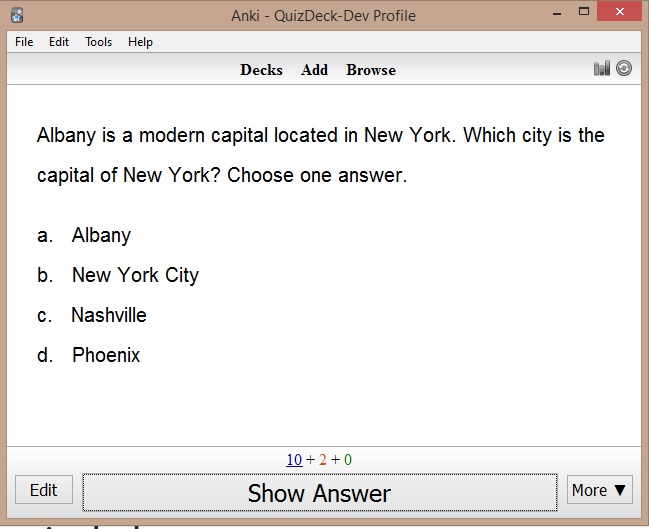 Anki - QuizDeck-Dev Profile
File Edit Tools Help
Decks Add Browse
Albany is a modern capital located in New York. Which city is the
capital of New York? Choose one answer.
a. Albany
b. New York City
c. Nashville
d. Phoenix
10 + 2 + 0
Edit Show Answer More ▼